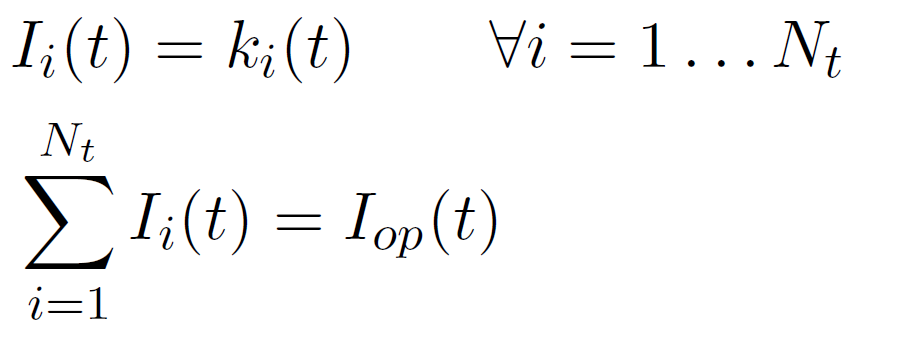 I_i(t) = k_i(t)    ∀i = 1 … N_t
∑_{i=1}^{N_t} I_i(t) = I_{op}(t)